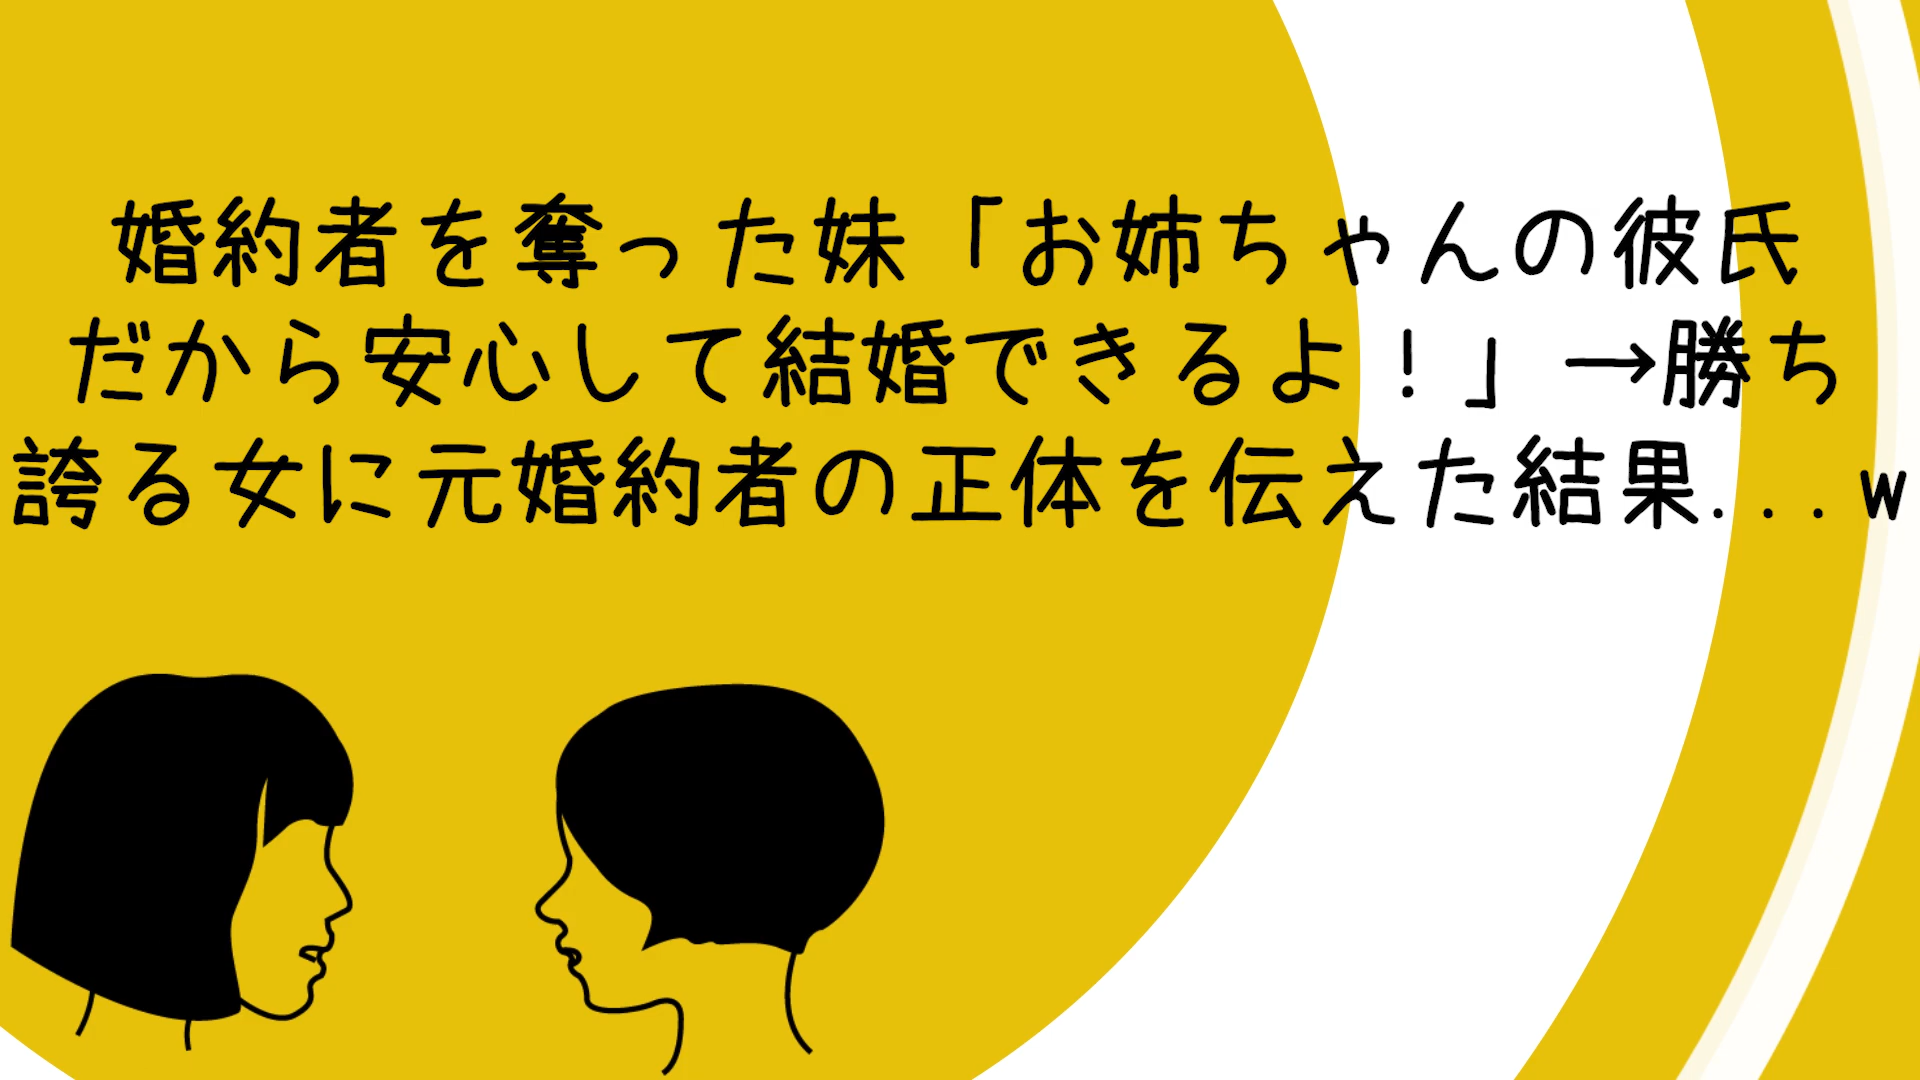 婚約者を奪った妹「お姉ちゃんの彼氏
だから安心して結婚できるよ！」→勝ち
誇る女に元婚約者の正体を伝えた結果...w